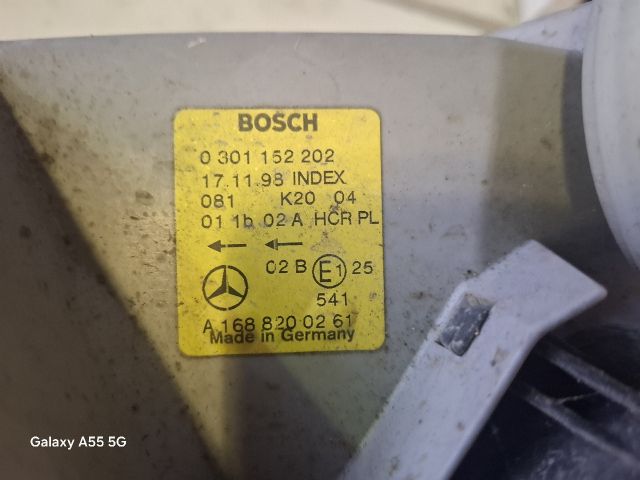 BOSCH
0 301 152 202
17.11.98 INDEX
081 K20 04
01 1b 02 A HCR PL
02 B E1 25
541
A 168 820 02 61
Made in Germany
Galaxy A55 5G